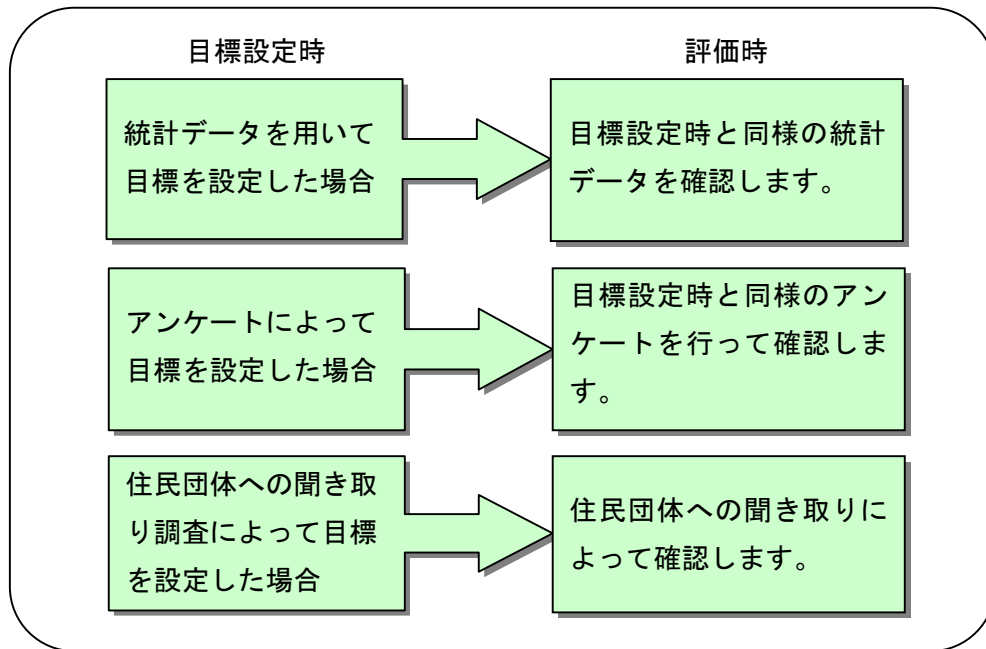 目標設定時
評価時
統計データを用いて
目標を設定した場合
目標設定時と同様の統計
データを確認します。
アンケートによって
目標を設定した場合
目標設定時と同様のアン
ケートを行って確認しま
す。
住民団体への聞き取
り調査によって目標
を設定した場合
住民団体への聞き取りに
よって確認します。